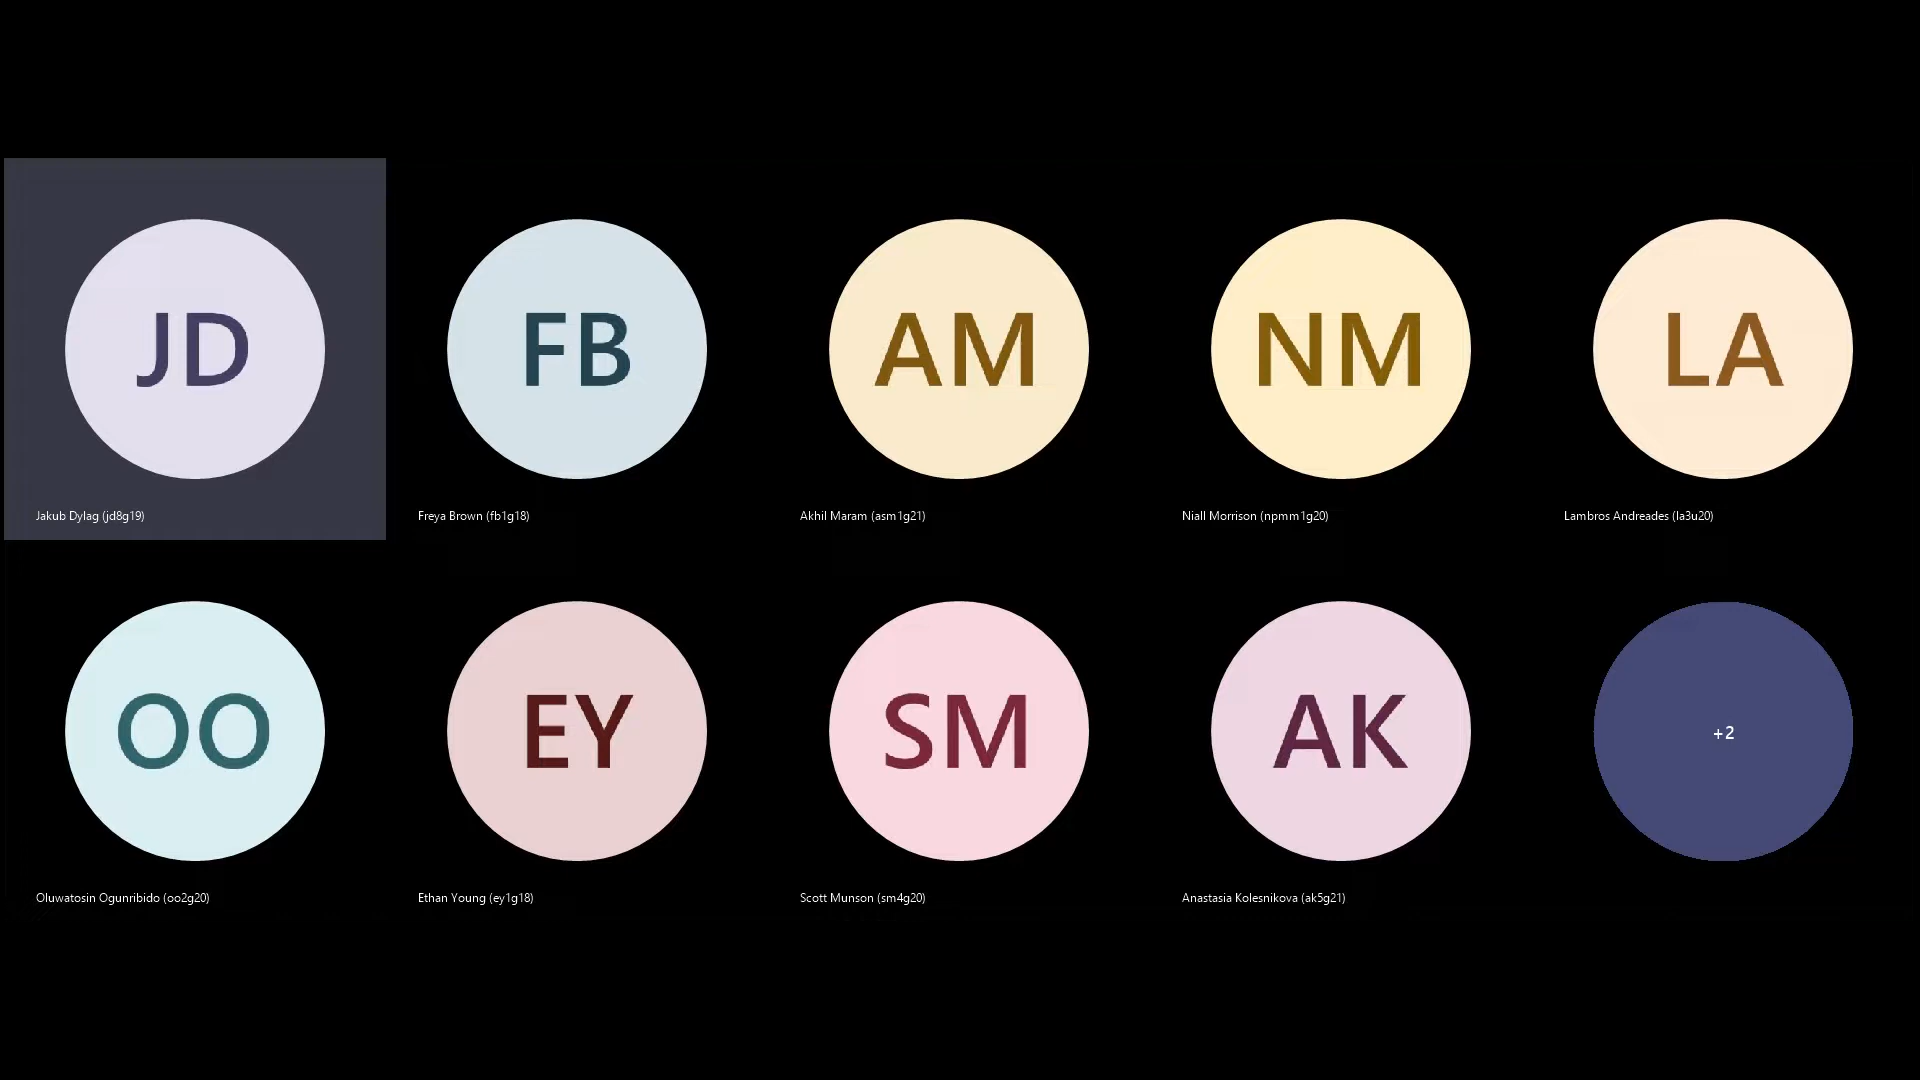 JD
FB
AM
NM
LA
Jakub Dylag (jd8g19)
Freya Brown (fb1g18)
Akhil Maram (asm1g21)
Niall Morrison (npmm1g20)
Lambros Andreades (la3u20)
OO
EY
SM
AK
+2
Oluwatosin Ogunribido (oo2g20)
Ethan Young (ey1g18)
Scott Munson (sm4g20)
Anastasia Kolesnikova (ak5g21)